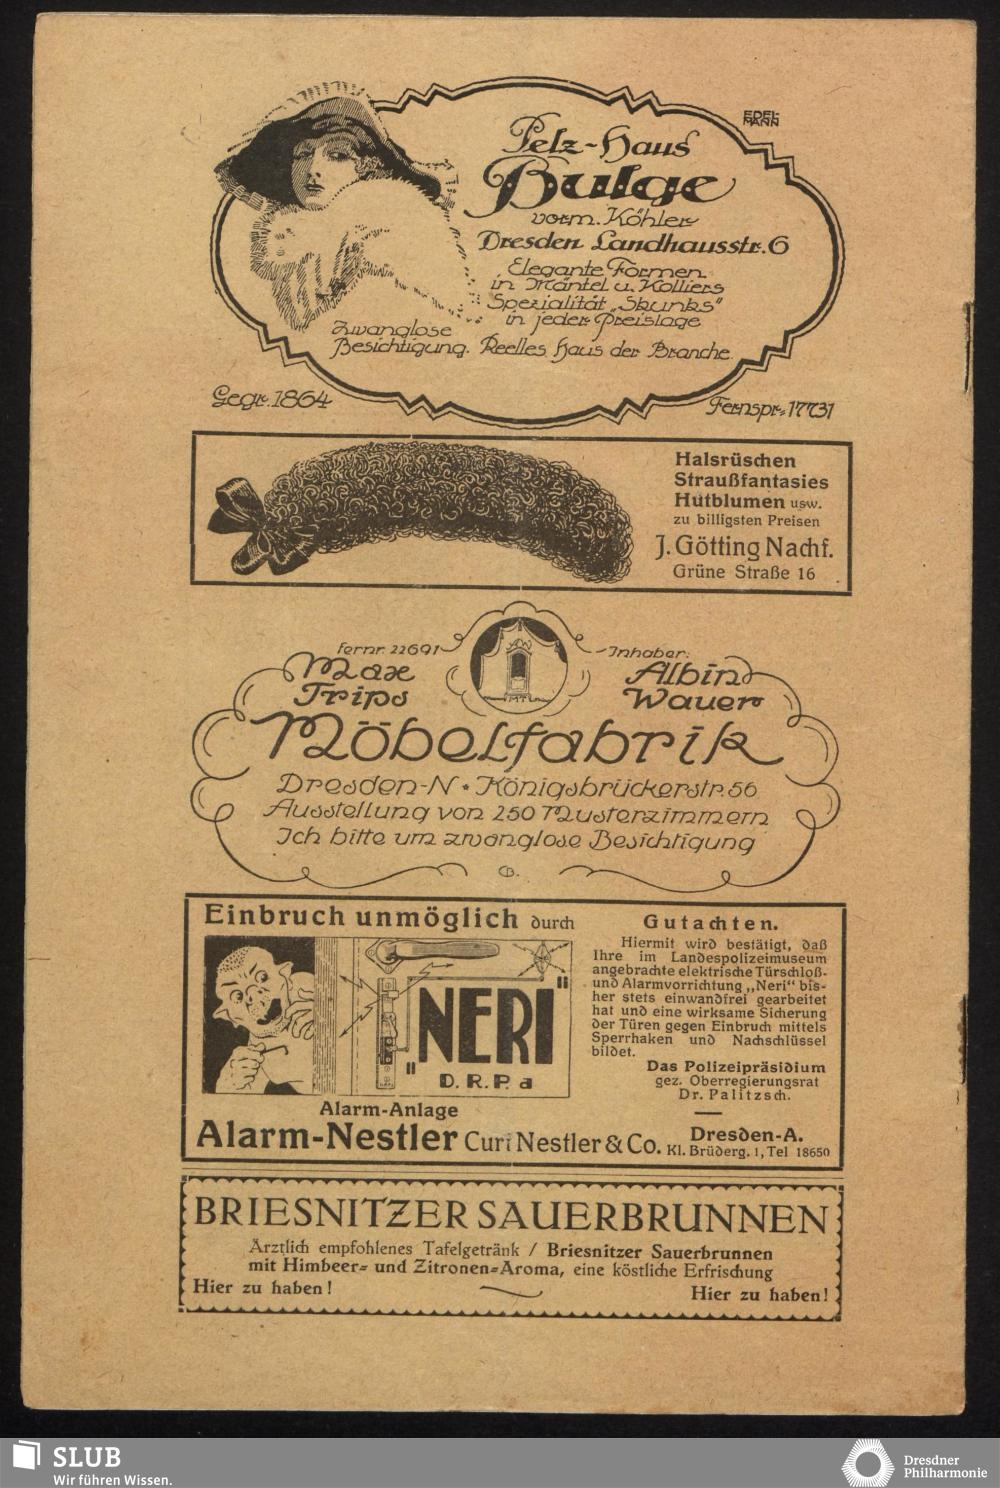 EDEL-
MANN
Pelz-Haus
Bulge
vorm. Köhler
Dresden Landhausstr. 6
Elegante Formen
in Mäntel u. Kolliers
Spezialität „Skunks“
in jeder Preislage
Zwanglose
Besichtigung. Reelles Haus der Branche
Gegr. 1864
Fernspr. 17731
Halsrüschen
Straußfantasies
Hutblumen usw.
zu billigsten Preisen
J. Götting Nachf.
Grüne Straße 16
Fernr. 22691
Max
Trips
Inhaber:
Albin
Wauer
Möbelfabrik
Dresden-N • Königsbrückerstr. 56
Ausstellung von 250 Musterzimmern
Ich bitte um zwanglose Besichtigung
Einbruch unmöglich durch
„NERI“
D. R. P. a
Alarm-Anlage
Gutachten.
Hiermit wird bestätigt, daß
Ihre im Landespolizeimuseum
angebrachte elektrische Türschloß-
und Alarmvorrichtung „Neri“ bis-
her stets einwandfrei gearbeitet
hat und eine wirksame Sicherung
der Türen gegen Einbruch mittels
Sperrhaken und Nachschlüssel
bildet.
Das Polizeipräsidium
gez. Oberregierungsrat
Dr. Palitzsch.
Alarm-Nestler Curt Nestler & Co.
Dresden-A.
Kl. Brüderg. 1, Tel 18650
BRIESNITZER SAUERBRUNNEN
Ärztlich empfohlenes Tafelgetränk / Briesnitzer Sauerbrunnen
mit Himbeer- und Zitronen-Aroma, eine köstliche Erfrischung
Hier zu haben!
Hier zu haben!
SLUB
Wir führen Wissen.
Dresdner
Philharmonie